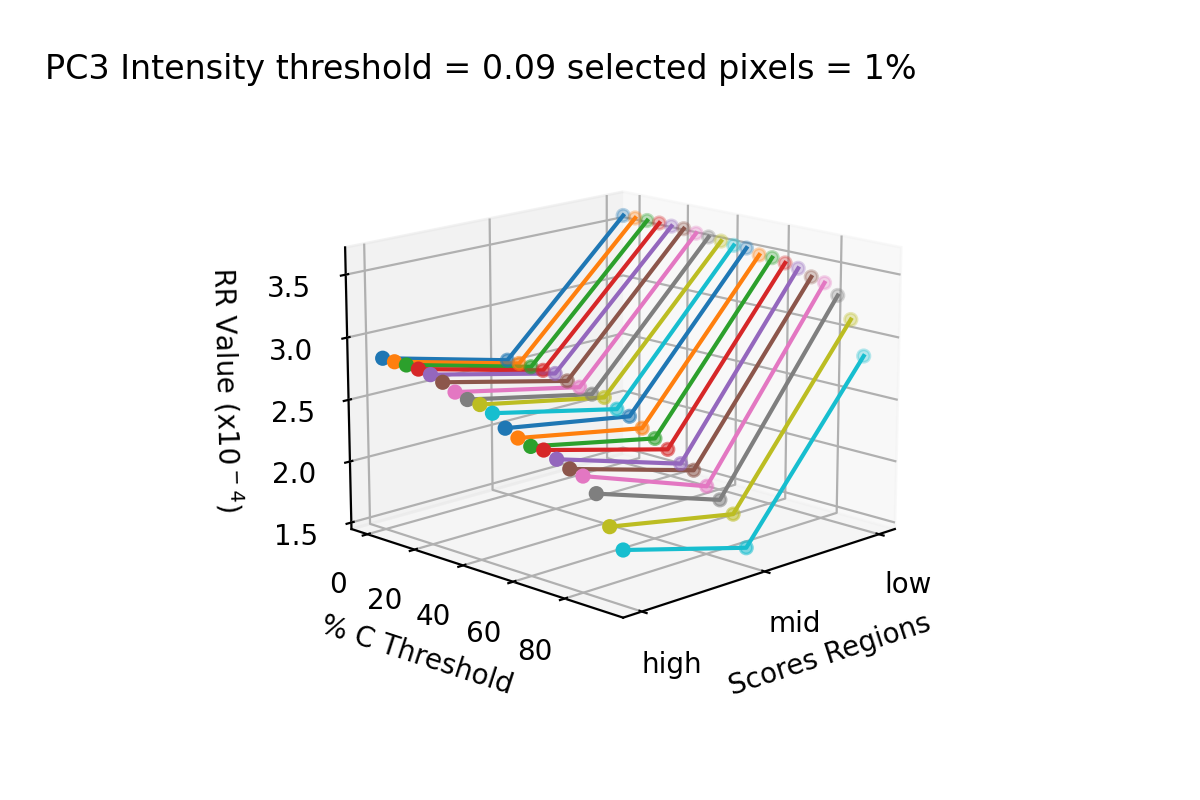 PC3 Intensity threshold = 0.09 selected pixels = 1%
RR Value (x10⁻⁴)
3.5
3.0
2.5
2.0
1.5
0
20
40
60
80
% C Threshold
high
mid
low
Scores Regions